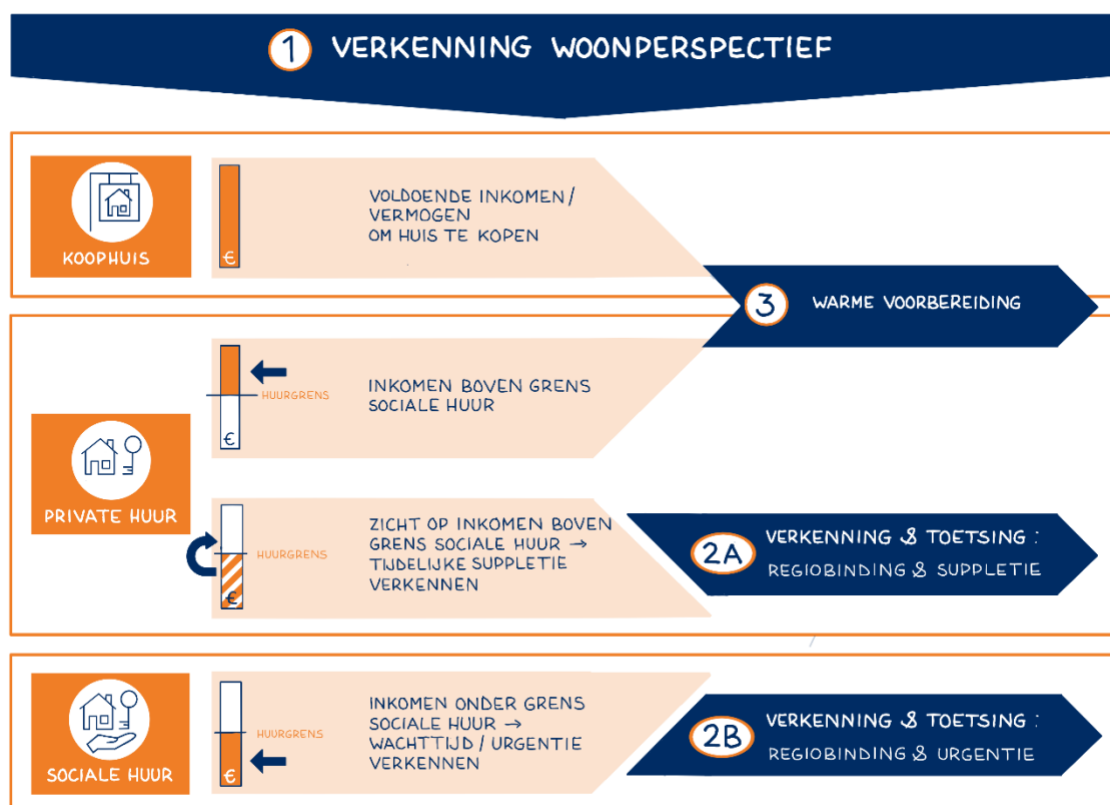 1 VERKENNING WOONPERSPECTIEF
KOOPHUIS
€
VOLDOENDE INKOMEN/
VERMOGEN
OM HUIS TE KOPEN
3 WARME VOORBEREIDING
PRIVATE HUUR
HUURGRENS
€
INKOMEN BOVEN GRENS
SOCIALE HUUR
HUURGRENS
€
ZICHT OP INKOMEN BOVEN
GRENS SOCIALE HUUR →
TIJDELIJKE SUPPLETIE
VERKENNEN
2A VERKENNING & TOETSING:
REGIOBINDING & SUPPLETIE
SOCIALE HUUR
HUURGRENS
€
INKOMEN ONDER GRENS
SOCIALE HUUR →
WACHTTIJD/URGENTIE
VERKENNEN
2B VERKENNING & TOETSING:
REGIOBINDING & URGENTIE